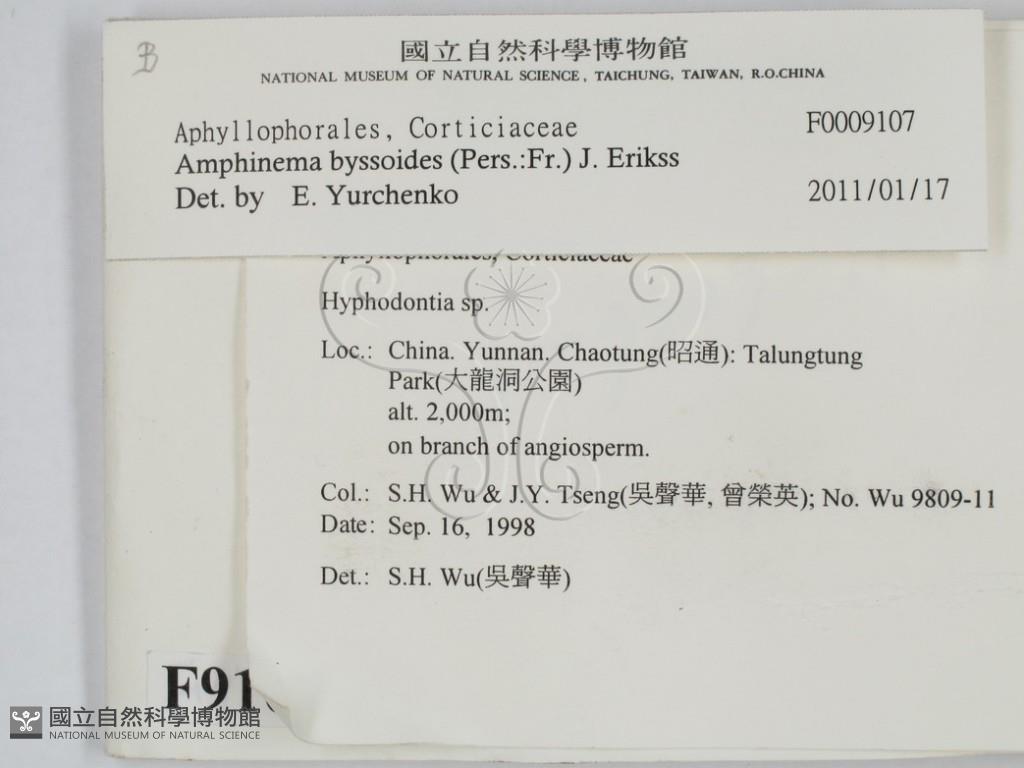 B
國立自然科學博物館
NATIONAL MUSEUM OF NATURAL SCIENCE, TAICHUNG, TAIWAN, R.O.CHINA
Aphyllophorales, Corticiaceae F0009107
Amphinema byssoides (Pers.:Fr.) J. Erikss
Det. by E. Yurchenko 2011/01/17
Aphyllophorales, Corticiaceae
Hyphodontia sp.
Loc.: China. Yunnan. Chaotung(昭通): Talungtung
Park(大龍洞公園)
alt. 2,000m;
on branch of angiosperm.
Col.: S.H. Wu & J.Y. Tseng(吳聲華, 曾榮英); No. Wu 9809-11
Date: Sep. 16, 1998
Det.: S.H. Wu(吳聲華)
F91
國立自然科學博物館
NATIONAL MUSEUM OF NATURAL SCIENCE